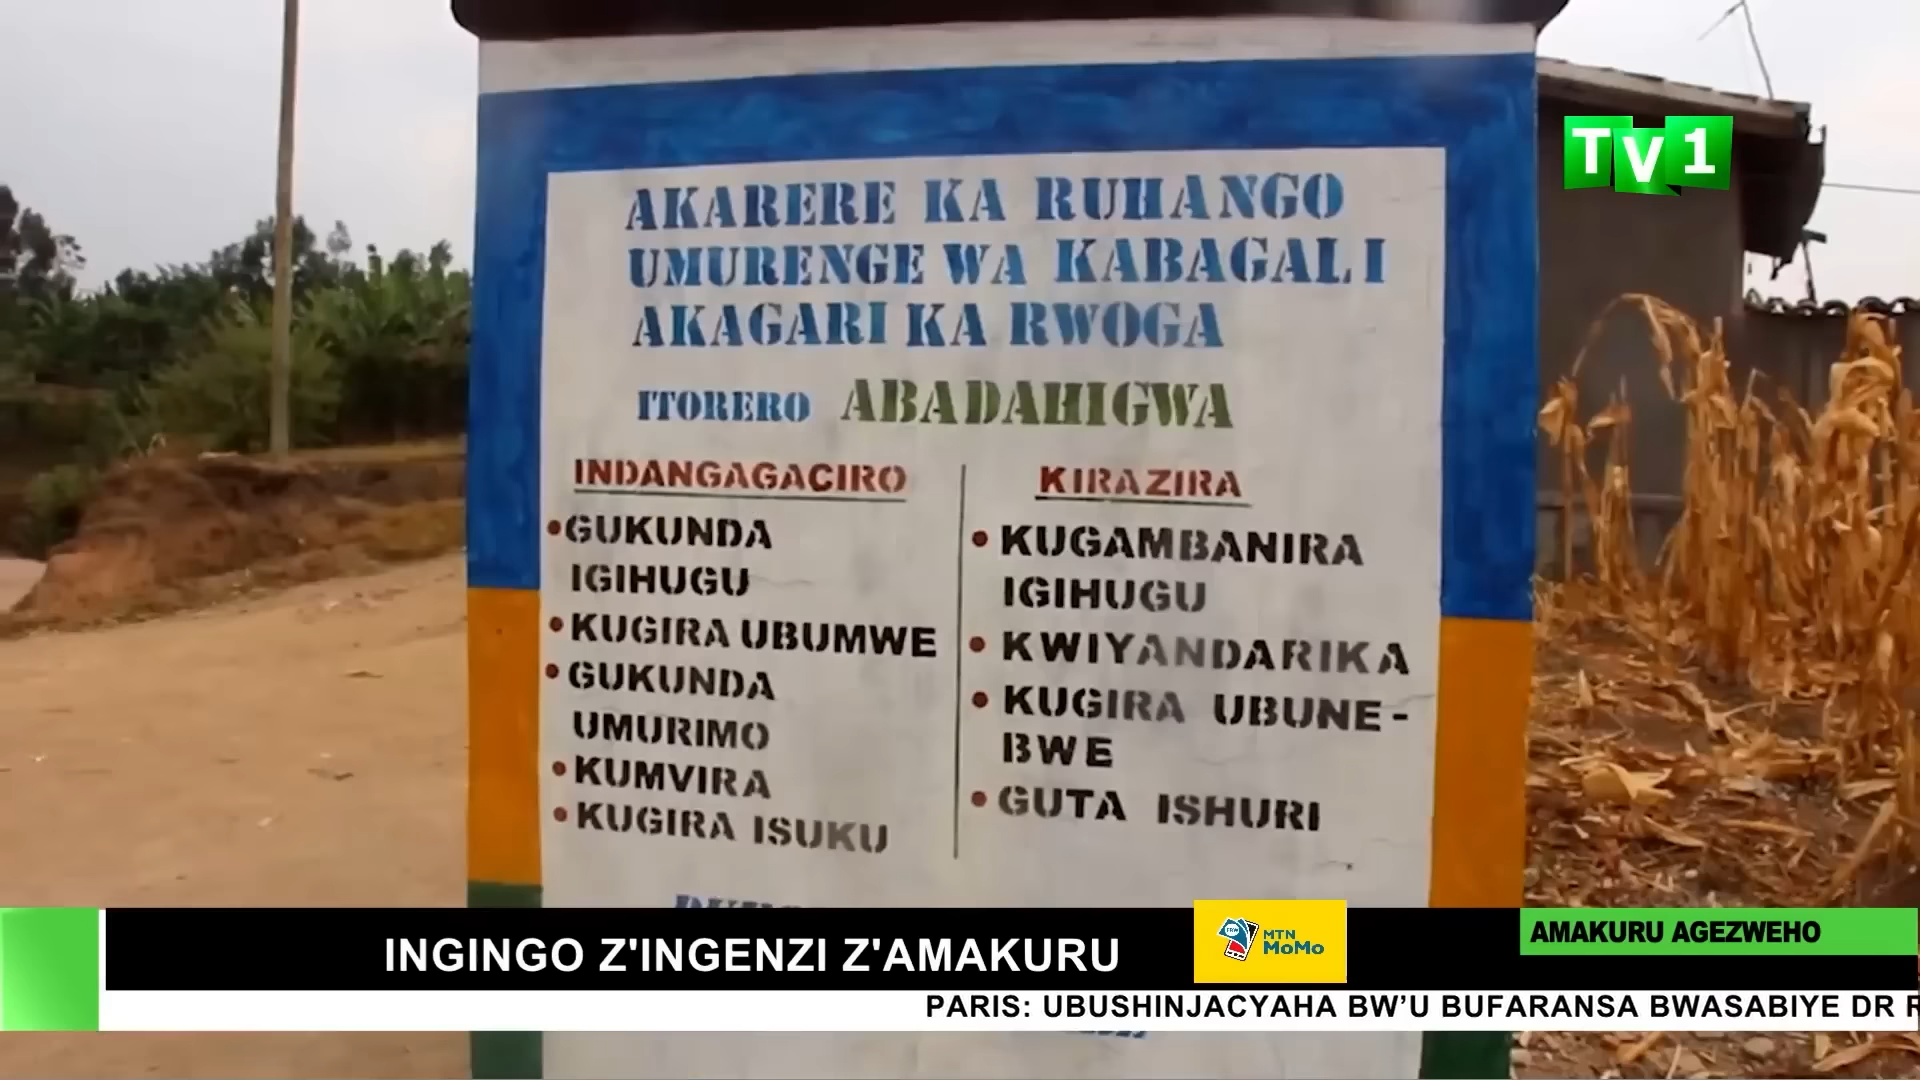 TV1
AKARERE KA RUHANGO
UMURENGE WA KABAGALI
AKAGARI KA RWOGA
ITORERO ABADAHIGWA
INDANGAGACIRO
• GUKUNDA
IGIHUGU
• KUGIRA UBUMWE
• GUKUNDA
UMURIMO
• KUMVIRA
• KUGIRA ISUKU
KIRAZIRA
• KUGAMBANIRA
IGIHUGU
• KWIYANDARIKA
• KUGIRA UBUNE-
BWE
• GUTA ISHURI
INGINGO Z'INGENZI Z'AMAKURU
MTN
MoMo
AMAKURU AGEZWEHO
PARIS: UBUSHINJACYAHA BW'U BUFARANSA BWASABIYE DR